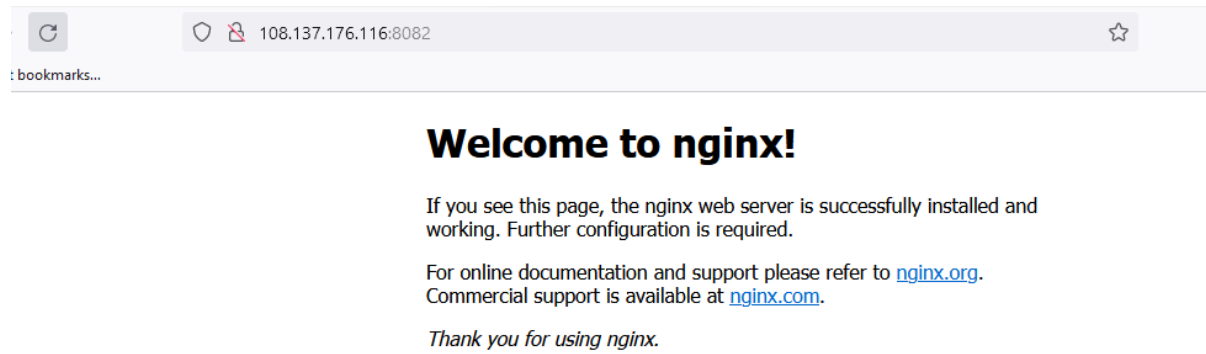 108.137.176.116:8082
bookmarks...
Welcome to nginx!
If you see this page, the nginx web server is successfully installed and
working. Further configuration is required.
For online documentation and support please refer to nginx.org.
Commercial support is available at nginx.com.
Thank you for using nginx.